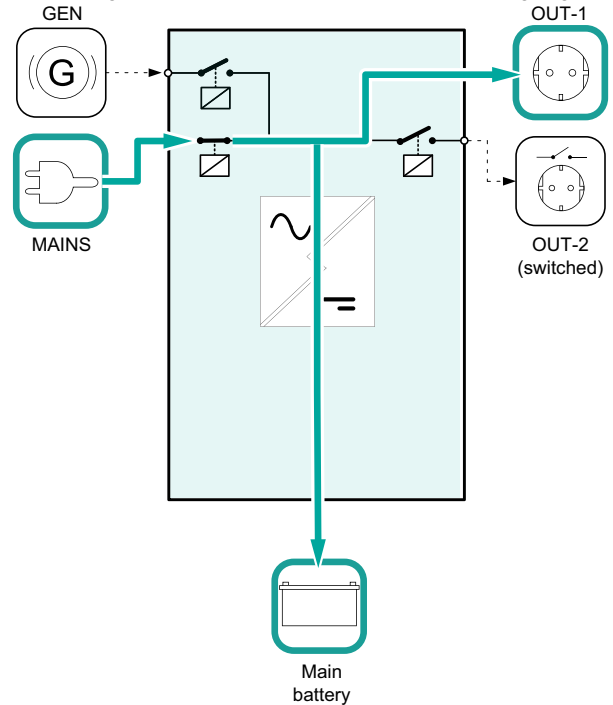 GEN
OUT-1
G
MAINS
OUT-2
(switched)
Main
battery